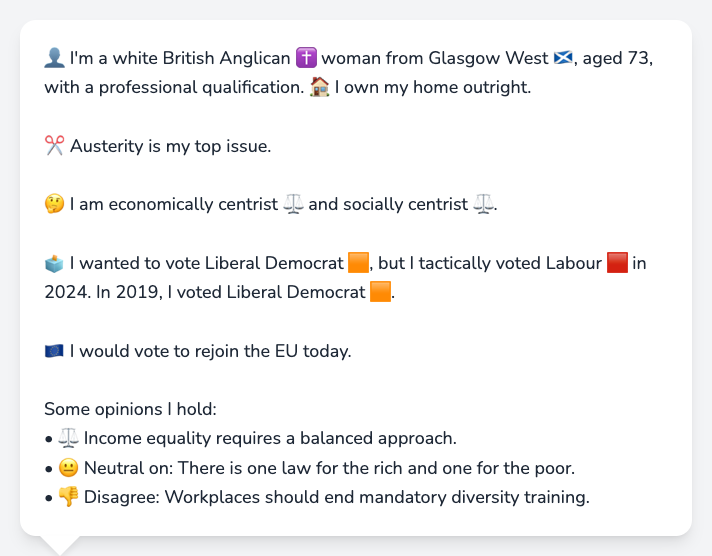 👤 I'm a white British Anglican ✝️ woman from Glasgow West 🏴󠁧󠁢󠁳󠁣󠁴󠁿, aged 73,
with a professional qualification. 🏠 I own my home outright.
✂️ Austerity is my top issue.
🤔 I am economically centrist ⚖️ and socially centrist ⚖️.
🗳️ I wanted to vote Liberal Democrat 🟧, but I tactically voted Labour 🟥 in
2024. In 2019, I voted Liberal Democrat 🟧.
🇪🇺 I would vote to rejoin the EU today.
Some opinions I hold:
• ⚖️ Income equality requires a balanced approach.
• 😐 Neutral on: There is one law for the rich and one for the poor.
• 👎 Disagree: Workplaces should end mandatory diversity training.